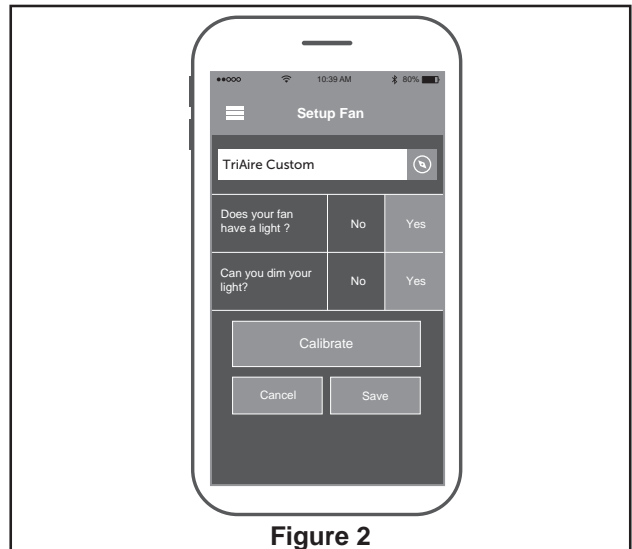 10:39 AM 80%
Setup Fan
TriAire Custom
Does your fan
have a light ?
No Yes
Can you dim your
light?
No Yes
Calibrate
Cancel Save
Figure 2